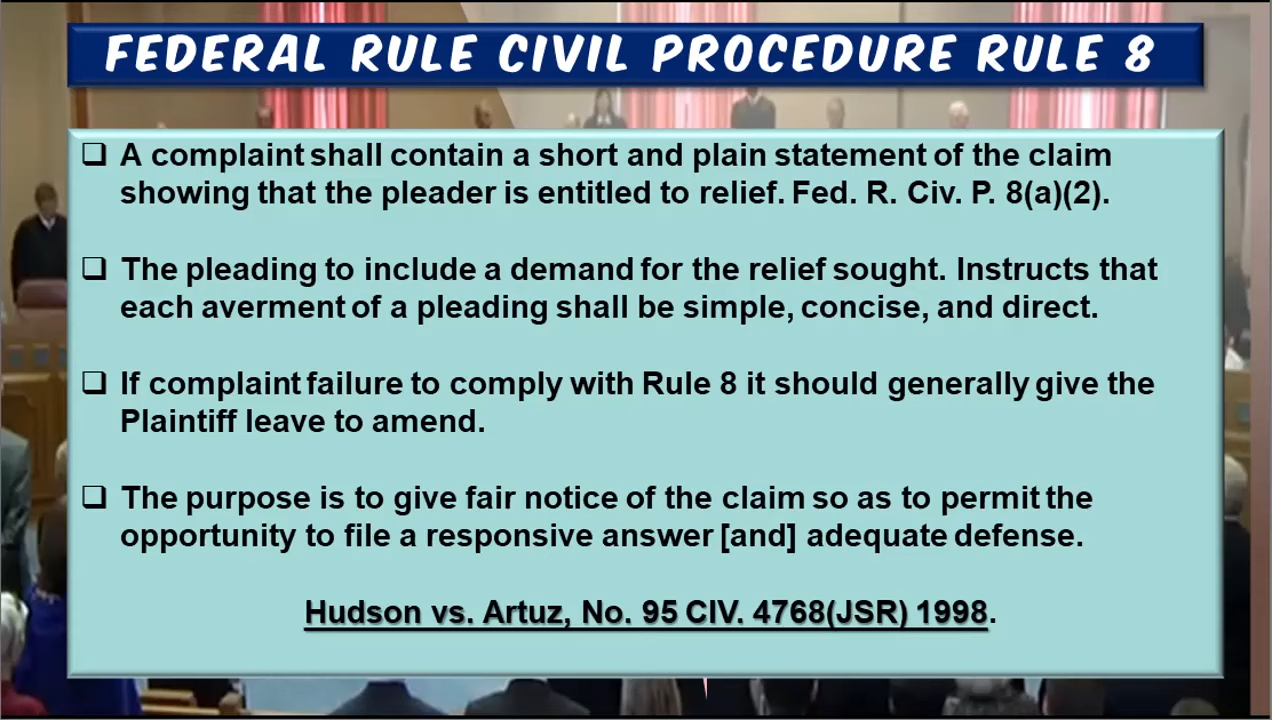 FEDERAL RULE CIVIL PROCEDURE RULE 8
❑ A complaint shall contain a short and plain statement of the claim
showing that the pleader is entitled to relief. Fed. R. Civ. P. 8(a)(2).
❑ The pleading to include a demand for the relief sought. Instructs that
each averment of a pleading shall be simple, concise, and direct.
❑ If complaint failure to comply with Rule 8 it should generally give the
Plaintiff leave to amend.
❑ The purpose is to give fair notice of the claim so as to permit the
opportunity to file a responsive answer [and] adequate defense.
Hudson vs. Artuz, No. 95 CIV. 4768(JSR) 1998.